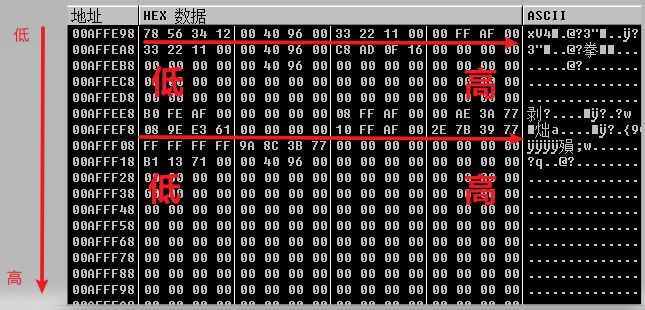 地址 HEX 数据 ASCII
低
00AFFE98 78 56 34 12 00 40 96 00 33 22 11 00 00 FF AF 00 xV4■.@?3"■..ÿ?
00AFFEA8 33 22 11 00 00 40 96 00 C8 AD 0F 16 00 00 00 00 3"■..@?拳■■....
00AFFEB8 00 00 00 00 00 40 96 00 00 00 00 00 00 00 00 00 .....@?.........
低 高
00AFFEC8 00 00 00 00 00 00 00 00 00 00 00 00 00 00 00 00 ................
00AFFED8 00 00 00 00 00 00 00 00 00 00 00 00 00 00 00 00 ................
00AFFEE8 B0 FE AF 00 00 00 00 00 08 FF AF 00 00 AE 3A 77
00AFFEF8 08 9E E3 61 00 00 00 00 10 FF AF 00 2E 7B 39 77
00AFFF08 FF FF FF FF 9A 8C 3B 77 00 00 00 00 00 00 00 00
00AFFF18 B1 13 71 00 00 40 96 00 00 00 00 00 00 00 00 00 ?q..@?..........
低 高
00AFFF28 00 00 00 00 00 00 00 00 00 00 00 00 00 00 00 00 ................
00AFFF38 00 00 00 00 00 00 00 00 00 00 00 00 00 00 00 00 ................
00AFFF48 00 00 00 00 00 00 00 00 00 00 00 00 00 00 00 00 ................
00AFFF58 00 00 00 00 00 00 00 00 00 00 00 00 00 00 00 00 ................
00AFFF68 00 00 00 00 00 00 00 00 00 00 00 00 00 00 00 00 ................
00AFFF78 00 00 00 00 00 00 00 00 00 00 00 00 00 00 00 00 ................
00AFFF88 00 00 00 00 00 00 00 00 00 00 00 00 00 00 00 00 ................
高
00AFFF98 00 00 00 00 00 00 00 00 00 00 00 00 00 00 00 00 ................